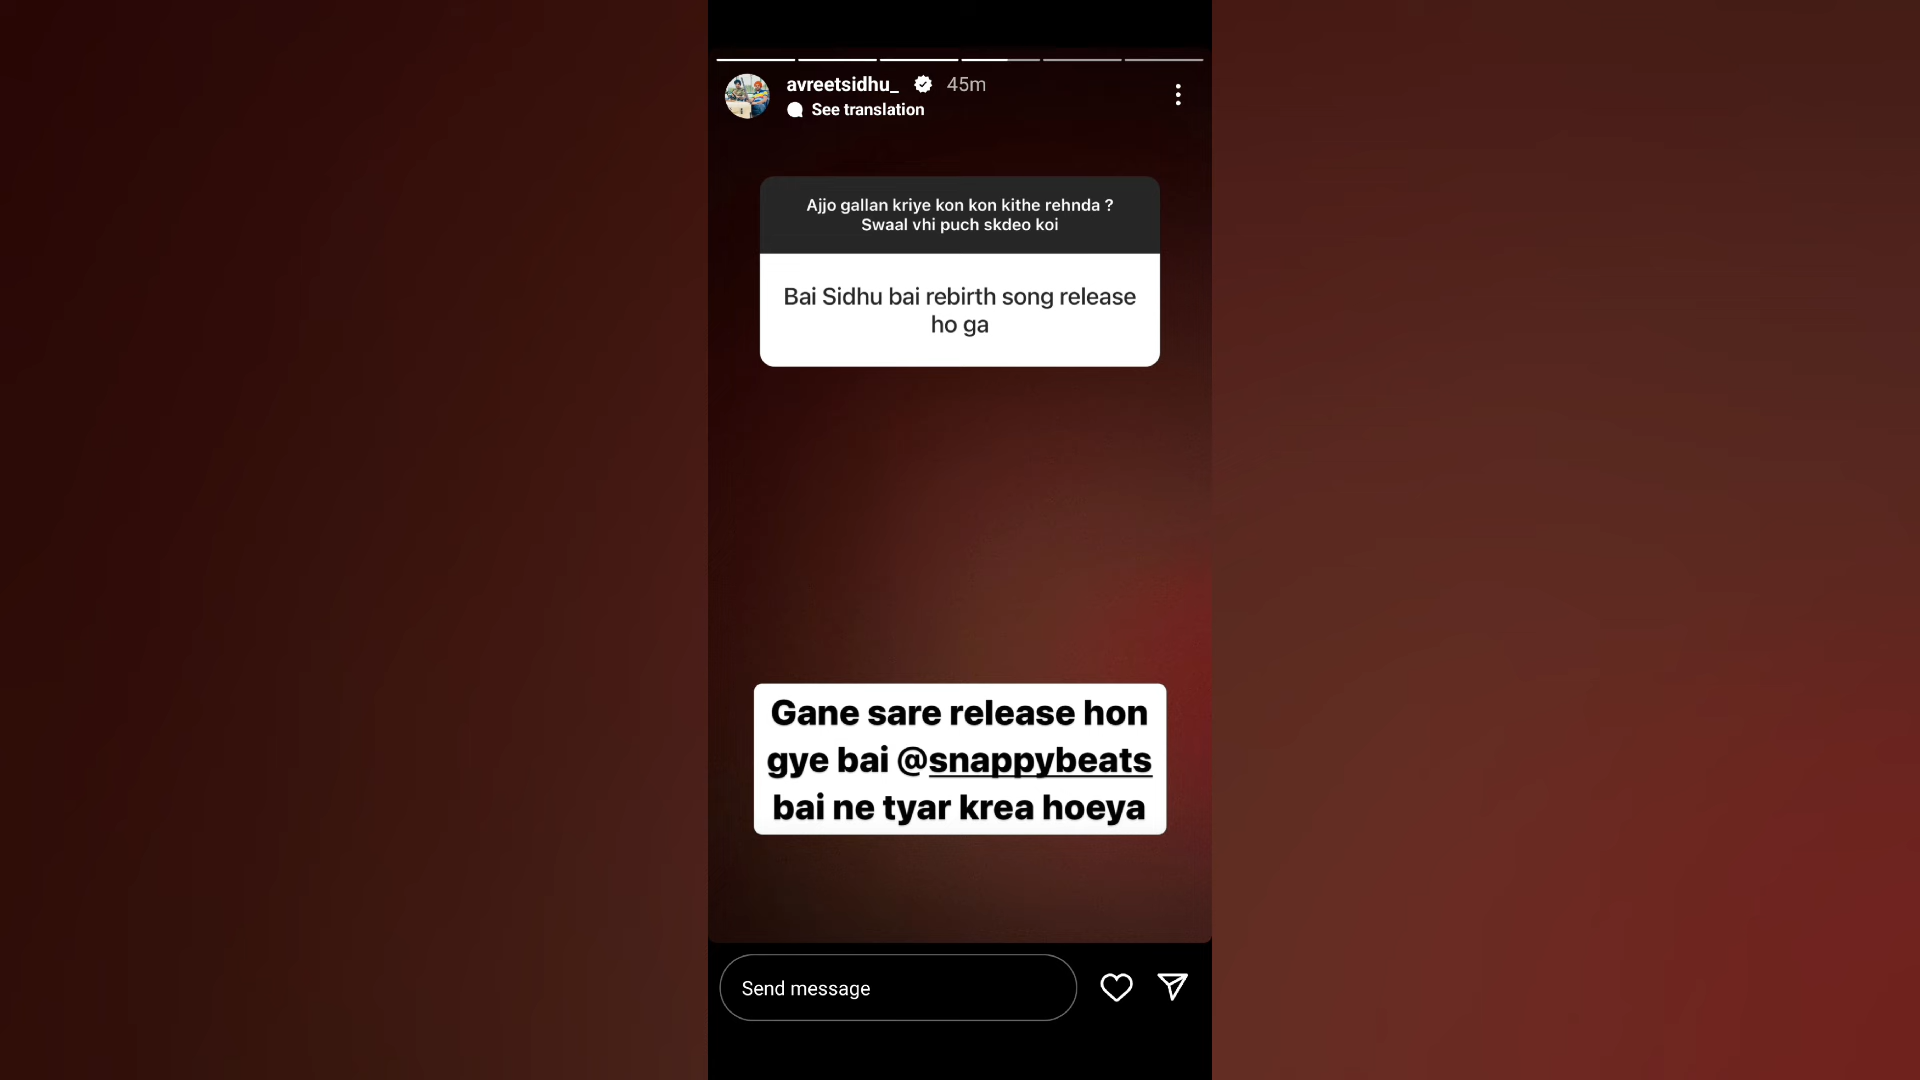 avreetsidhu_ 45m
See translation
Ajjo gallan kriye kon kon kithe rehnda ?
Swaal vhi puch skdeo koi
Bai Sidhu bai rebirth song release
ho ga
Gane sare release hon
gye bai @snappybeats
bai ne tyar krea hoeya
Send message